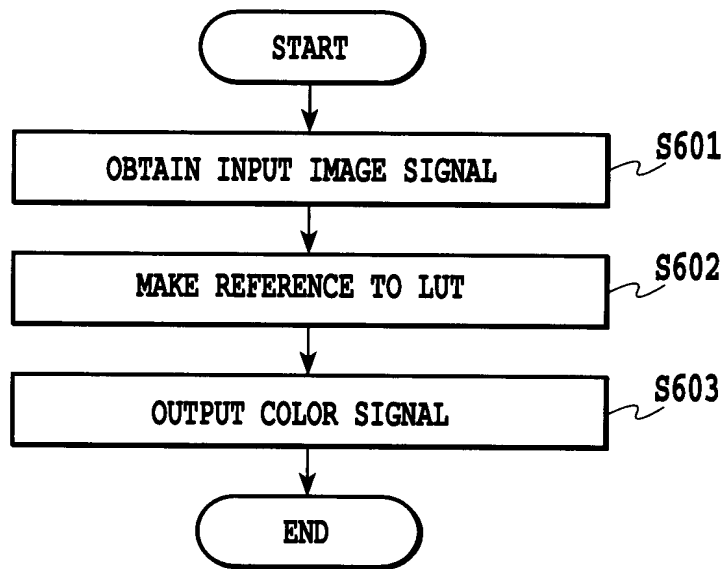 START
OBTAIN INPUT IMAGE SIGNAL
S601
MAKE REFERENCE TO LUT
S602
OUTPUT COLOR SIGNAL
S603
END